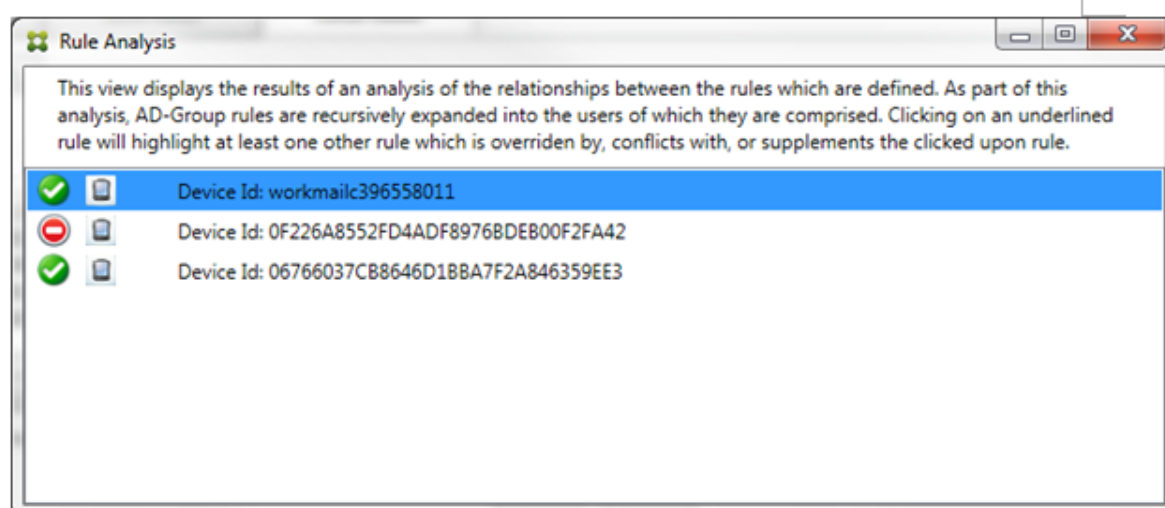 Rule Analysis
This view displays the results of an analysis of the relationships between the rules which are defined. As part of this
analysis, AD-Group rules are recursively expanded into the users of which they are comprised. Clicking on an underlined
rule will highlight at least one other rule which is overriden by, conflicts with, or supplements the clicked upon rule.
Device Id: workmailc396558011
Device Id: 0F226A8552FD4ADF8976BDEB00F2FA42
Device Id: 06766037CB8646D1BBA7F2A846359EE3